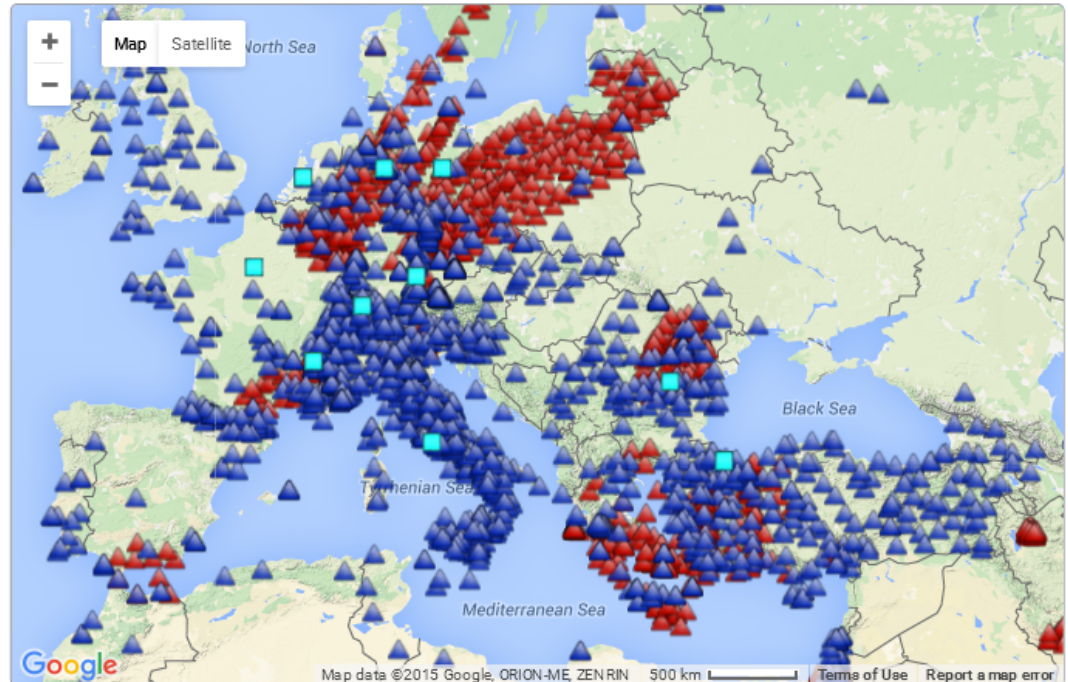 +
Map Satellite
North Sea
−
Black Sea
Tyrrhenian Sea
Mediterranean Sea
Google
Map data ©2015 Google, ORION-ME, ZENRIN 500 km Terms of Use Report a map error